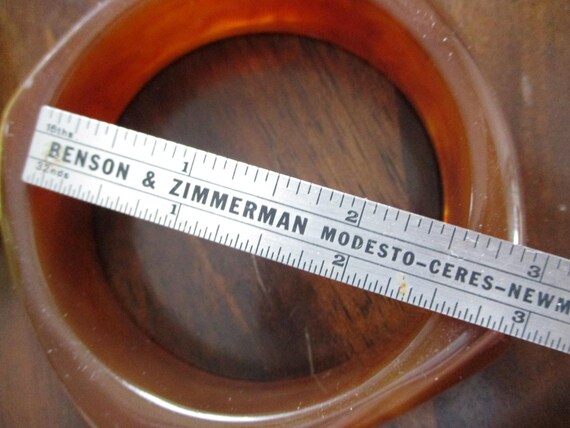 16ths
1 2 3
BENSON & ZIMMERMAN MODESTO-CERES-NEWM
32nds
1 2 3